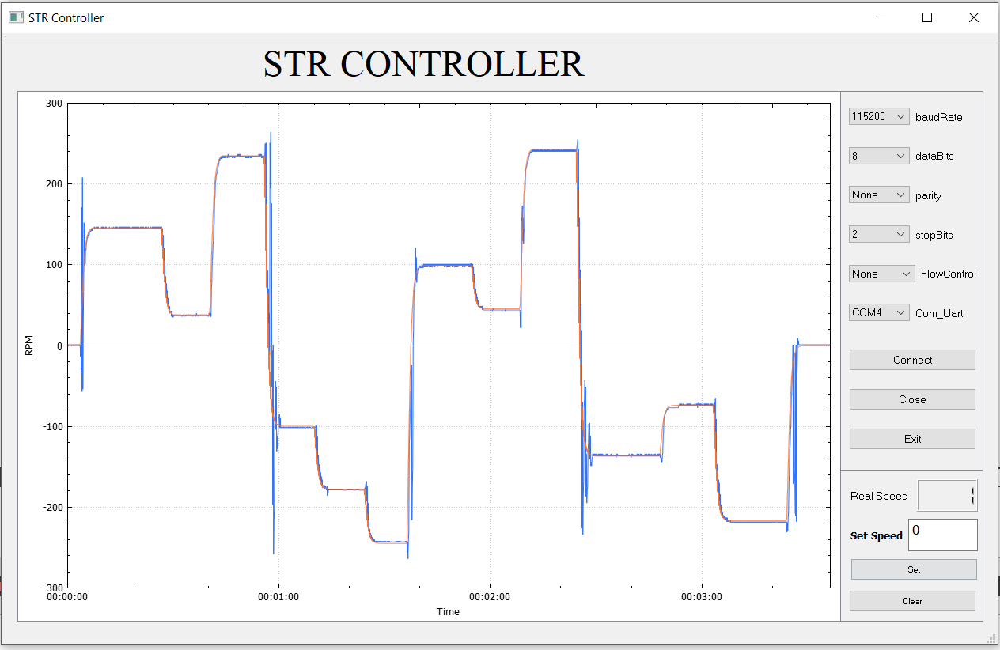 STR Controller
STR CONTROLLER
300
200
100
0
-100
-200
-300
RPM
00:00:00
00:01:00
00:02:00
00:03:00
Time
115200 baudRate
8 dataBits
None parity
2 stopBits
None FlowControl
COM4 Com_Uart
Connect
Close
Exit
Real Speed
Set Speed 0
Set
Clear